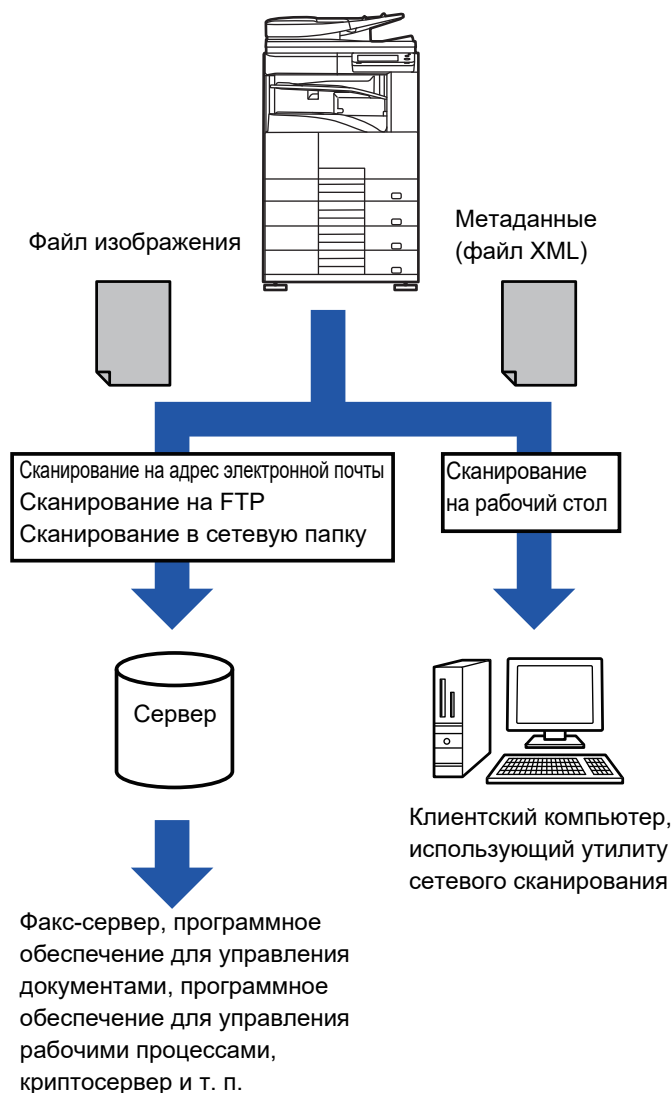 Файл изображения
Метаданные
(файл XML)
Сканирование на адрес электронной почты
Сканирование на FTP
Сканирование в сетевую папку
Сканирование
на рабочий стол
Сервер
Клиентский компьютер,
использующий утилиту
сетевого сканирования
Факс-сервер, программное
обеспечение для управления
документами, программное
обеспечение для управления
рабочими процессами,
криптосервер и т. п.